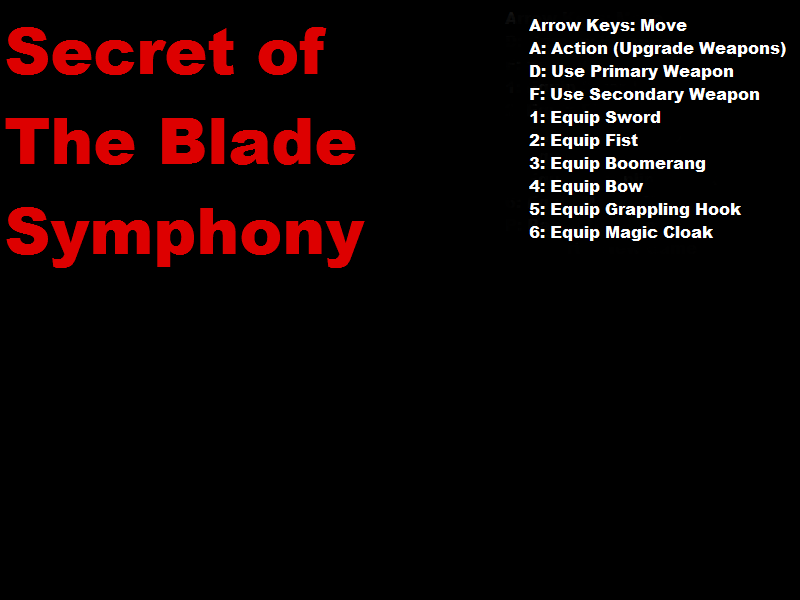 Secret of
The Blade
Symphony
Arrow Keys: Move
A: Action (Upgrade Weapons)
D: Use Primary Weapon
F: Use Secondary Weapon
1: Equip Sword
2: Equip Fist
3: Equip Boomerang
4: Equip Bow
5: Equip Grappling Hook
6: Equip Magic Cloak